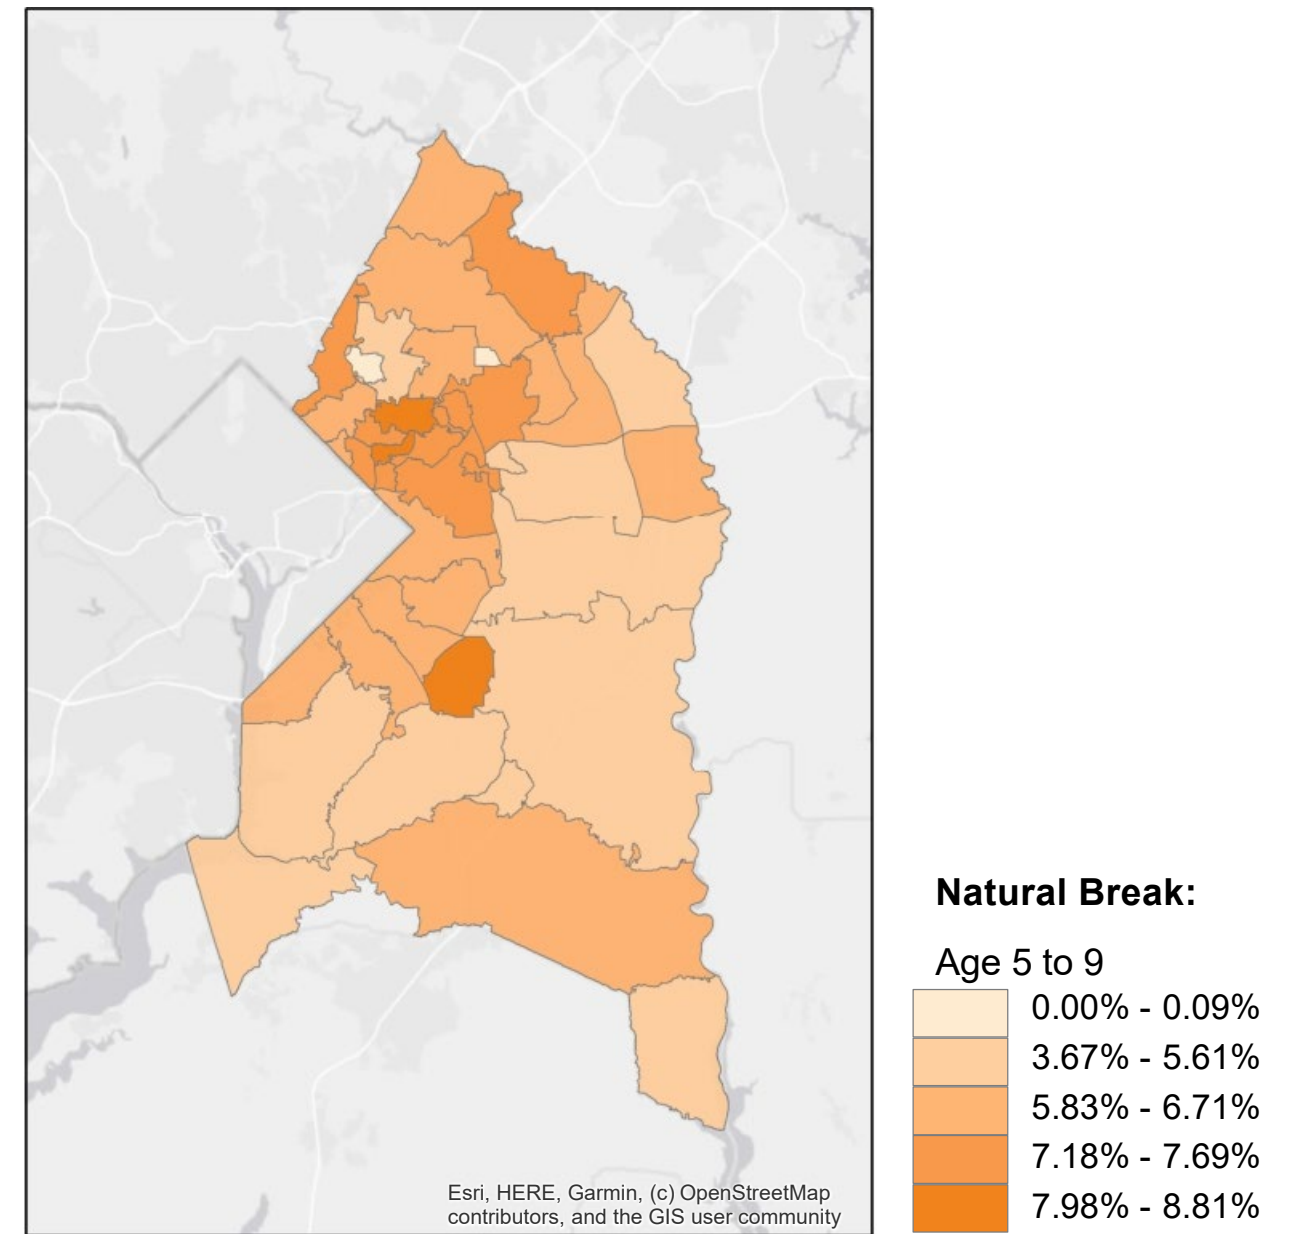 Natural Break:
Age 5 to 9
0.00% - 0.09%
3.67% - 5.61%
5.83% - 6.71%
7.18% - 7.69%
7.98% - 8.81%
Esri, HERE, Garmin, (c) OpenStreetMap
contributors, and the GIS user community